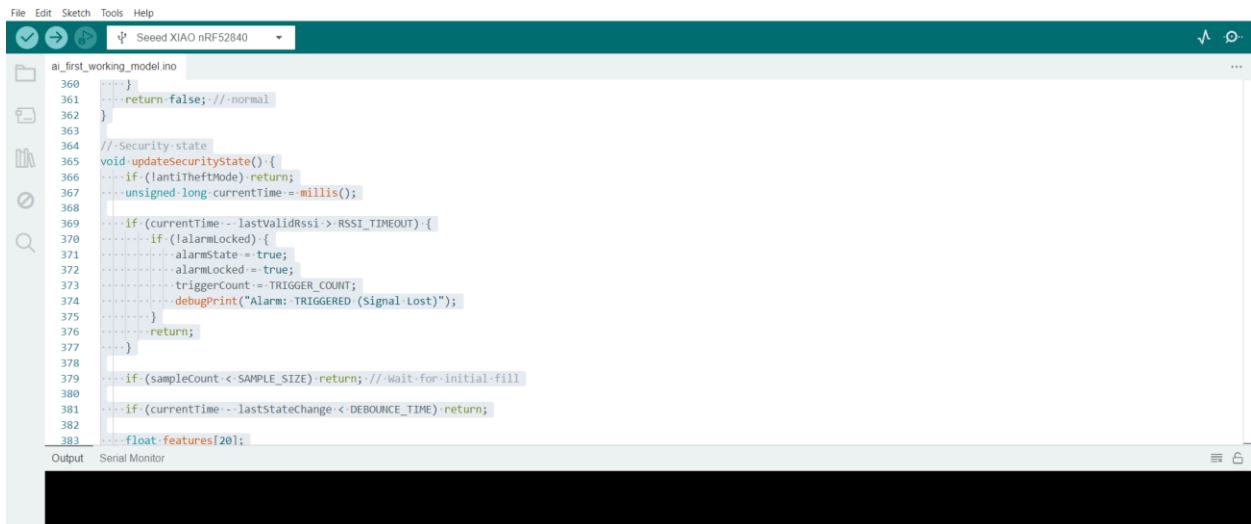 File Edit Sketch Tools Help
Seeed XIAO nRF52840
ai_first_working_model.ino
360     }
361     return false; // normal
362 }
363
364 // Security state
365 void updateSecurityState() {
366     if (!antiTheftMode) return;
367     unsigned long currentTime = millis();
368
369     if (currentTime - lastValidRssi > RSSI_TIMEOUT) {
370         if (!alarmLocked) {
371             alarmState = true;
372             alarmLocked = true;
373             triggerCount = TRIGGER_COUNT;
374             debugPrint("Alarm: TRIGGERED (Signal Lost)");
375         }
376         return;
377     }
378
379     if (sampleCount < SAMPLE_SIZE) return; // Wait for initial fill
380
381     if (currentTime - lastStateChange < DEBOUNCE_TIME) return;
382
383     float features[20];
Output Serial Monitor